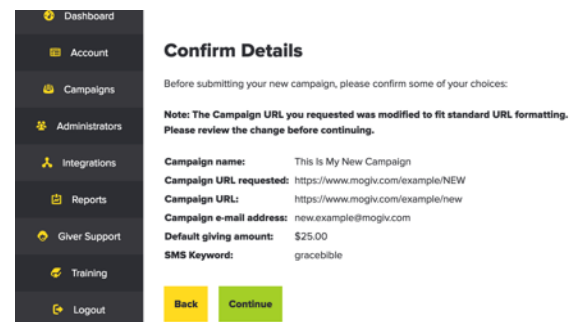 Dashboard
Account
Campaigns
Administrators
Integrations
Reports
Giver Support
Training
Logout
Confirm Details
Before submitting your new campaign, please confirm some of your choices:
Note: The Campaign URL you requested was modified to fit standard URL formatting.
Please review the change before continuing.
Campaign name: This Is My New Campaign
Campaign URL requested: https://www.mogiv.com/example/NEW
Campaign URL: https://www.mogiv.com/example/new
Campaign e-mail address: new.example@mogiv.com
Default giving amount: $25.00
SMS Keyword: gracebible
Back Continue